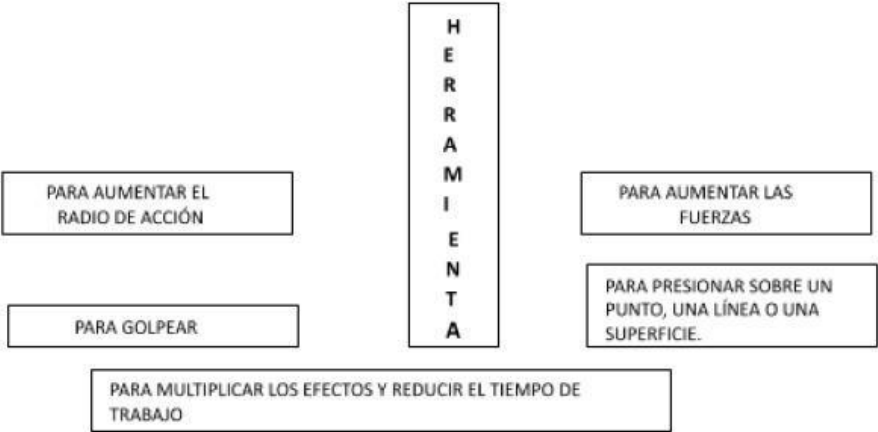 HERRAMIENTA
PARA AUMENTAR EL
RADIO DE ACCIÓN
PARA AUMENTAR LAS
FUERZAS
PARA GOLPEAR
PARA PRESIONAR SOBRE UN
PUNTO, UNA LÍNEA O UNA
SUPERFICIE.
PARA MULTIPLICAR LOS EFECTOS Y REDUCIR EL TIEMPO DE
TRABAJO